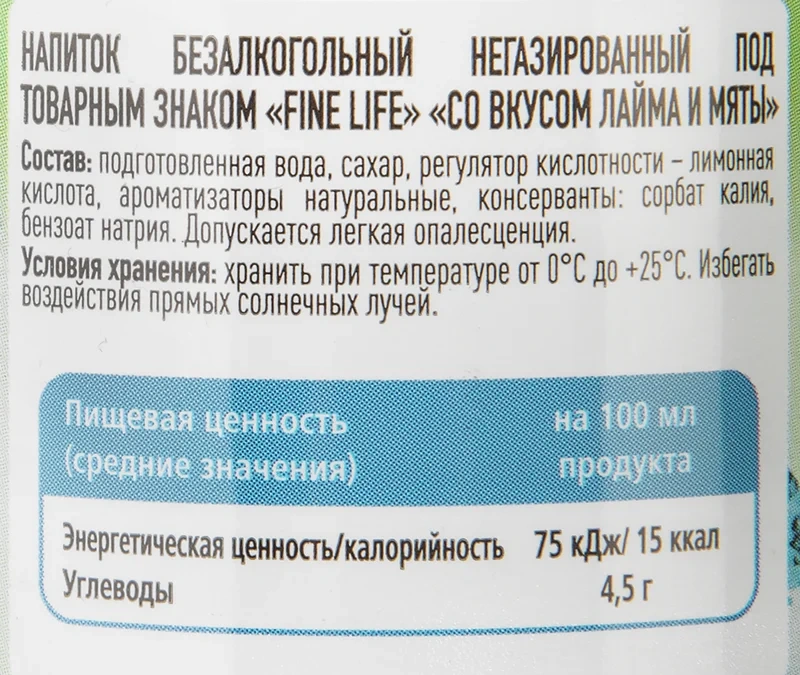 НАПИТОК БЕЗАЛКОГОЛЬНЫЙ НЕГАЗИРОВАННЫЙ ПОД
ТОВАРНЫМ ЗНАКОМ «FINE LIFE» «СО ВКУСОМ ЛАЙМА И МЯТЫ»
Состав: подготовленная вода, сахар, регулятор кислотности – лимонная
кислота, ароматизаторы натуральные, консерванты: сорбат калия,
бензоат натрия. Допускается легкая опалесценция.
Условия хранения: хранить при температуре от 0°С до +25°С. Избегать
воздействия прямых солнечных лучей.
Пищевая ценность на 100 мл
(средние значения) продукта
Энергетическая ценность/калорийность 75 кДж/ 15 ккал
Углеводы 4,5 г